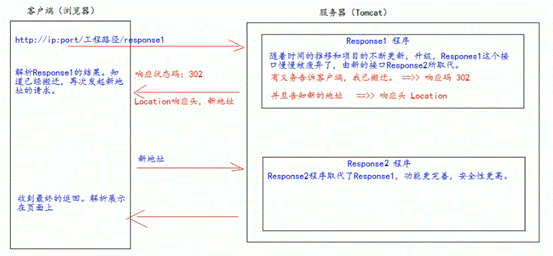 客户端（浏览器）
服务器（Tomcat）
http://ip:port/工程路径/response1
解析Response1的结果。知
道已经搬迁，再次发起新地
址的请求。
响应状态码：302
Location响应头，新地址
Response1 程序
随着时间的推移和项目的不断更新，升级，Respones1这个接
口慢慢被废弃了，由新的接口Response2所取代。
有义务告诉客户端，我已搬迁。 ==>> 响应码 302
并且告知新的地址 ==>> 响应头 Location
新地址
Response2 程序
Response2程序取代了Response1，功能更完善，安全性更高。
收到最终的返回。解析展示
在页面上